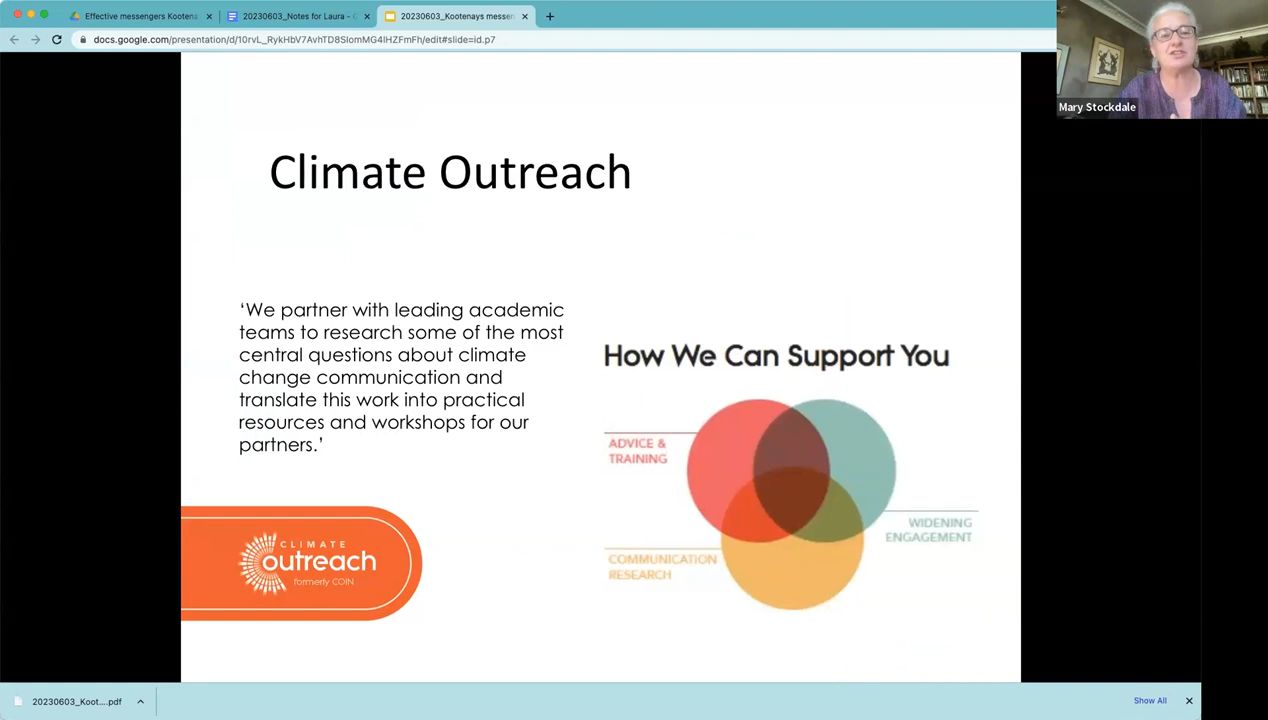 Effective messengers Kootena
20230603_Notes for Laura - G
20230603_Kootenays messen
docs.google.com/presentation/d/10rvL_RykHbV7AvhTD8SIomMG4IHZFmFh/edit#slide=id.p7
Mary Stockdale
Climate Outreach
‘We partner with leading academic
teams to research some of the most
central questions about climate
change communication and
translate this work into practical
resources and workshops for our
partners.’
How We Can Support You
ADVICE &
TRAINING
WIDENING
ENGAGEMENT
COMMUNICATION
RESEARCH
CLIMATE
outreach
formerly COIN
20230603_Koot....pdf
Show All